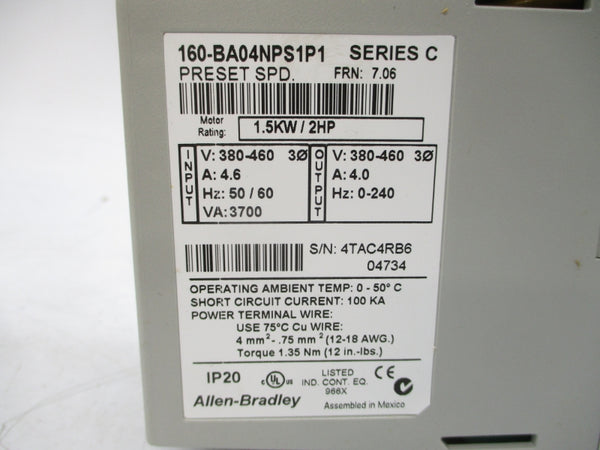 160-BA04NPS1P1 SERIES C
PRESET SPD. FRN: 7.06
Motor Rating: 1.5KW / 2HP
INPUT
V: 380-460 3Ø
A: 4.6
Hz: 50 / 60
VA: 3700
OUTPUT
V: 380-460 3Ø
A: 4.0
Hz: 0-240
S/N: 4TAC4RB6
04734
OPERATING AMBIENT TEMP: 0 - 50° C
SHORT CIRCUIT CURRENT: 100 KA
POWER TERMINAL WIRE:
USE 75°C Cu WIRE:
4 mm² - .75 mm² (12-18 AWG.)
Torque 1.35 Nm (12 in.-lbs.)
IP20
c UL us
LISTED
IND. CONT. EQ.
966X
CE
Allen-Bradley
Assembled in Mexico